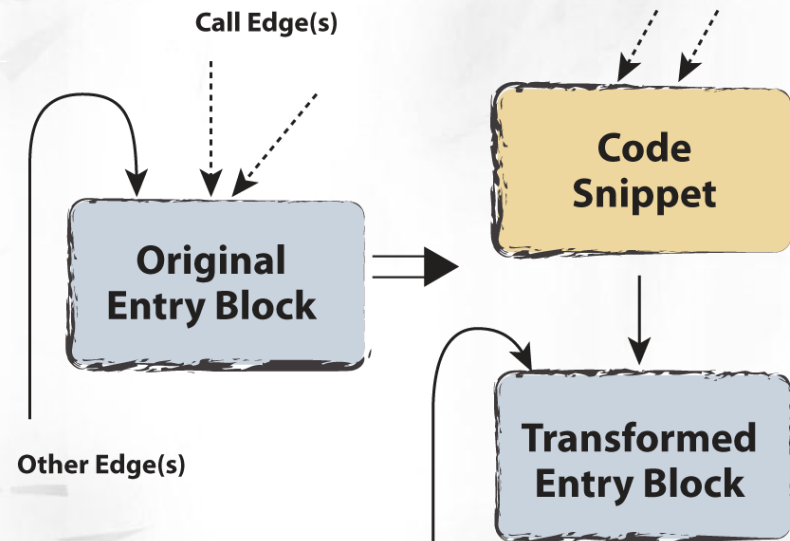 Call Edge(s)
Code
Snippet
Original
Entry Block
Transformed
Entry Block
Other Edge(s)